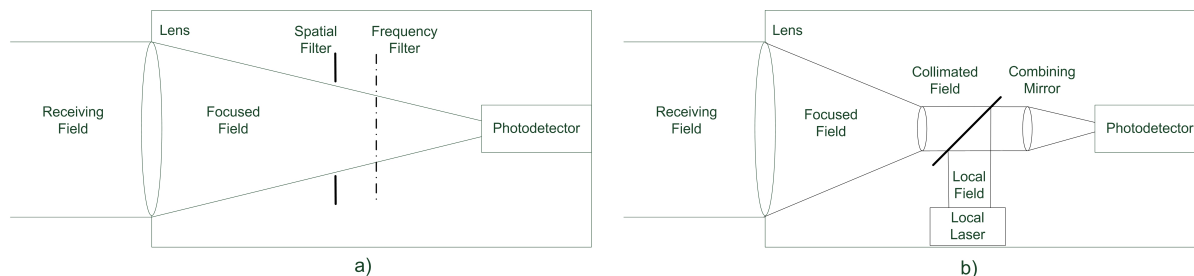 Lens
Spatial
Filter
Frequency
Filter
Receiving
Field
Focused
Field
Photodetector
a)
Lens
Collimated
Field
Combining
Mirror
Receiving
Field
Focused
Field
Photodetector
Local
Field
Local
Laser
b)